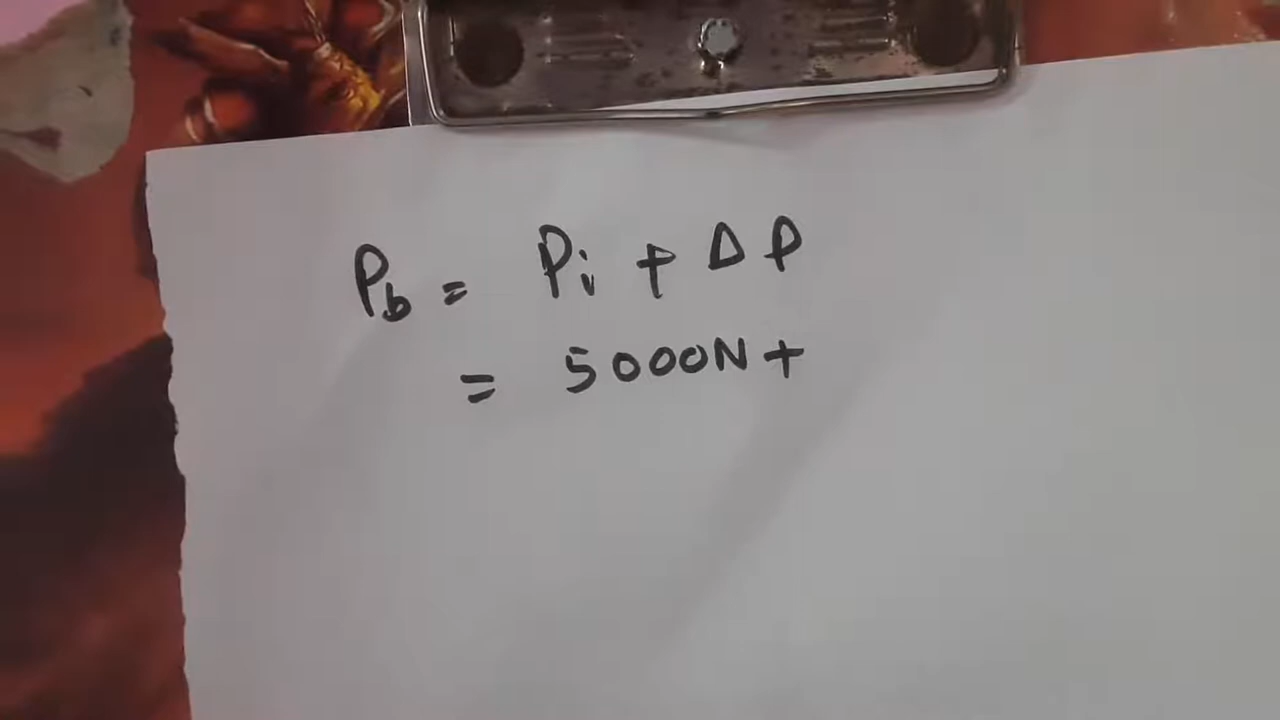 Pb = Pi + ΔP
= 5000N +